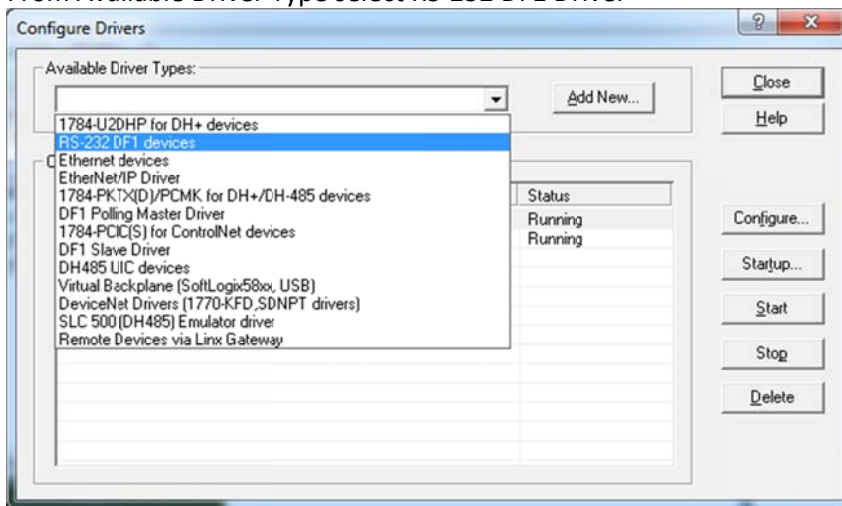 From Available Driver Type select RS-232 DF1 Driver
Configure Drivers
Available Driver Types:
Add New...
Close
Help
1784-U2DHP for DH+ devices
RS-232 DF1 devices
Ethernet devices
EtherNet/IP Driver
1784-PKTX(D)/PCMK for DH+/DH-485 devices
DF1 Polling Master Driver
1784-PCIC(S) for ControlNet devices
DF1 Slave Driver
DH485 UIC devices
Virtual Backplane (SoftLogix58xx, USB)
DeviceNet Drivers (1770-KFD,SDNPT drivers)
SLC 500 (DH485) Emulator driver
Remote Devices via Linx Gateway
Status
Running
Running
Configure...
Startup...
Start
Stop
Delete